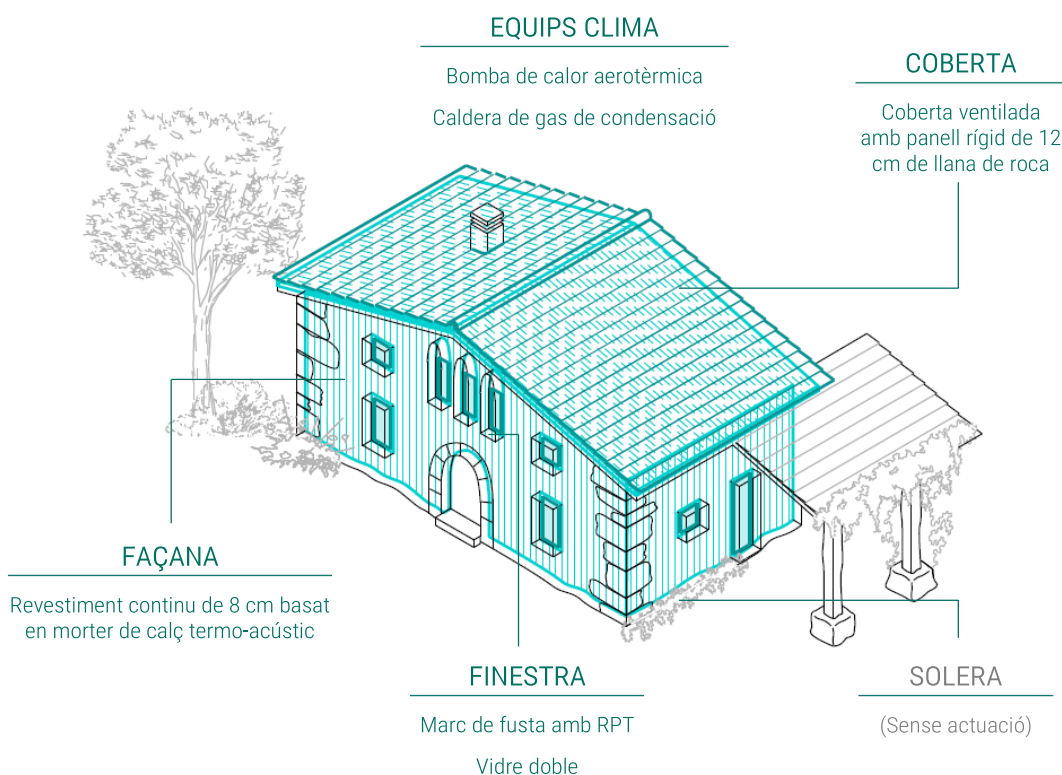 EQUIPS CLIMA
Bomba de calor aerotèrmica
Caldera de gas de condensació
COBERTA
Coberta ventilada
amb panell rígid de 12
cm de llana de roca
FAÇANA
Revestiment continu de 8 cm basat
en morter de calç termo-acústic
FINESTRA
Marc de fusta amb RPT
Vidre doble
SOLERA
(Sense actuació)